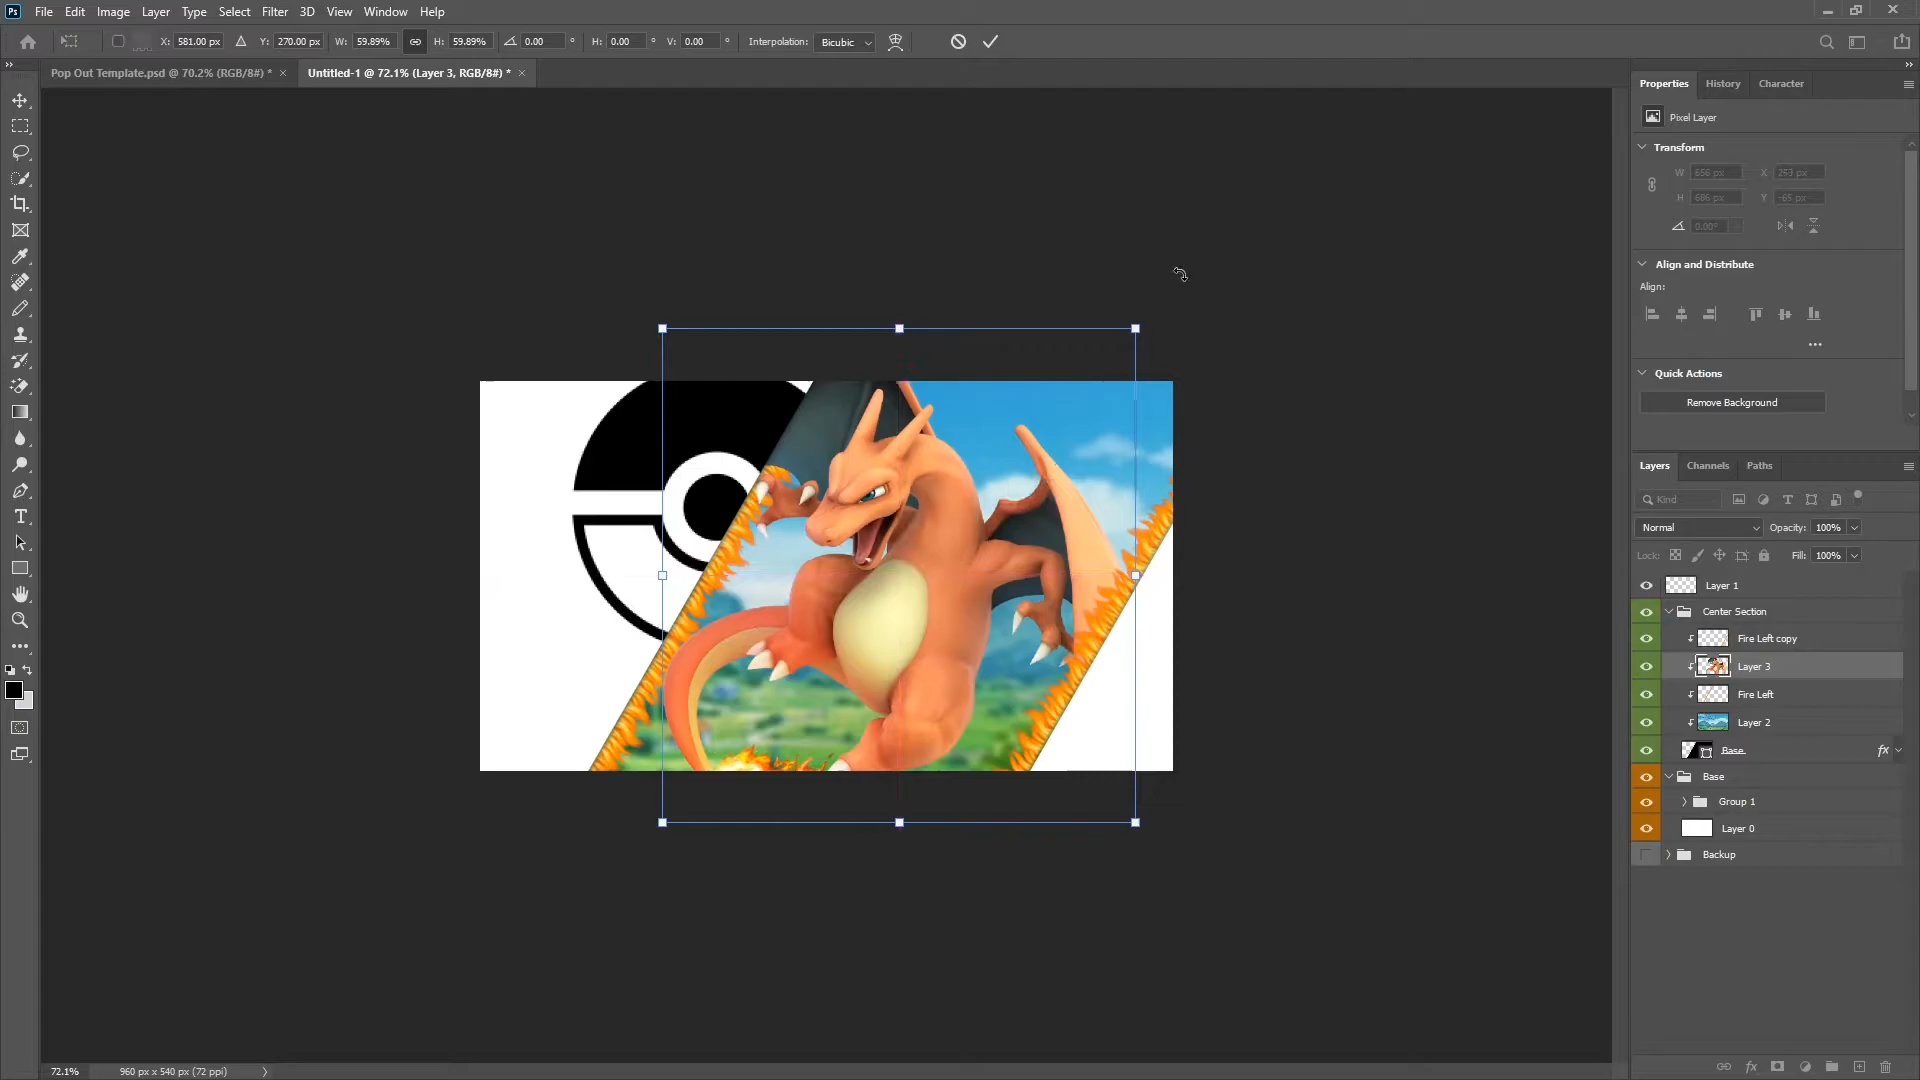 Ps File Edit Image Layer Type Select Filter 3D View Window Help
X: 581.00 px Y: 270.00 px W: 59.89% H: 59.89% 0.00 ° H: 0.00 ° V: 0.00 ° Interpolation: Bicubic
Pop Out Template.psd @ 70.2% (RGB/8#) * × Untitled-1 @ 72.1% (Layer 3, RGB/8#) * ×
Properties History Character
Pixel Layer
Transform
W 656 px X 253 px
H 686 px Y -65 px
0.00°
Align and Distribute
Align:
Quick Actions
Remove Background
Layers Channels Paths
Kind
Normal Opacity: 100%
Lock: Fill: 100%
Layer 1
Center Section
Fire Left copy
Layer 3
Fire Left
Layer 2
Base fx
Base
Group 1
Layer 0
Backup
72.1% 960 px x 540 px (72 ppi)
fx